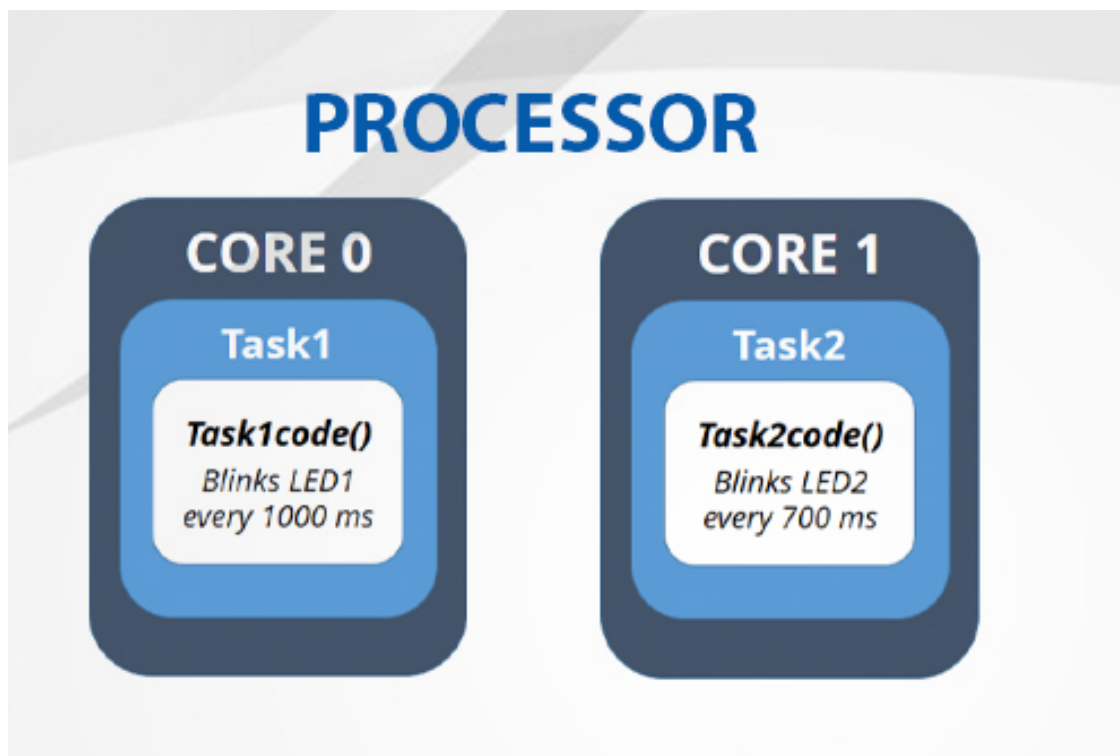 PROCESSOR
CORE 0
Task1
Task1code()
Blinks LED1
every 1000 ms
CORE 1
Task2
Task2code()
Blinks LED2
every 700 ms